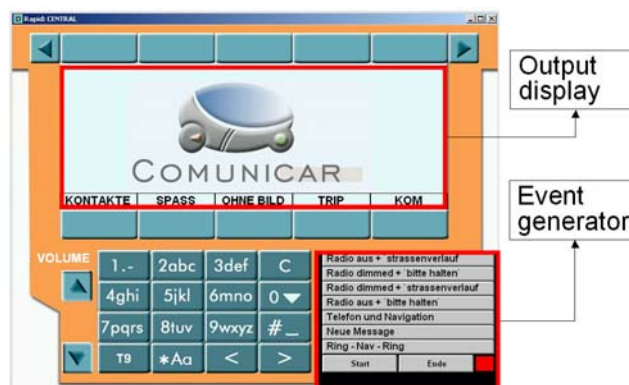 Rapid: CENTRAL
Output
display
COMUNICAR
KONTAKTE SPASS OHNE BILD TRIP KOM
Event
generator
VOLUME
1.- 2abc 3def C
4ghi 5jkl 6mno 0
7pqrs 8tuv 9wxyz #_
T9 *Aa < >
Radio aus + ¨strassenverlauf
Radio dimmed + ¨bitte halten¨
Radio dimmed + ¨strassenverlauf
Radio aus + ¨bitte halten¨
Telefon und Navigation
Neue Message
Ring - Nav - Ring
Start Ende